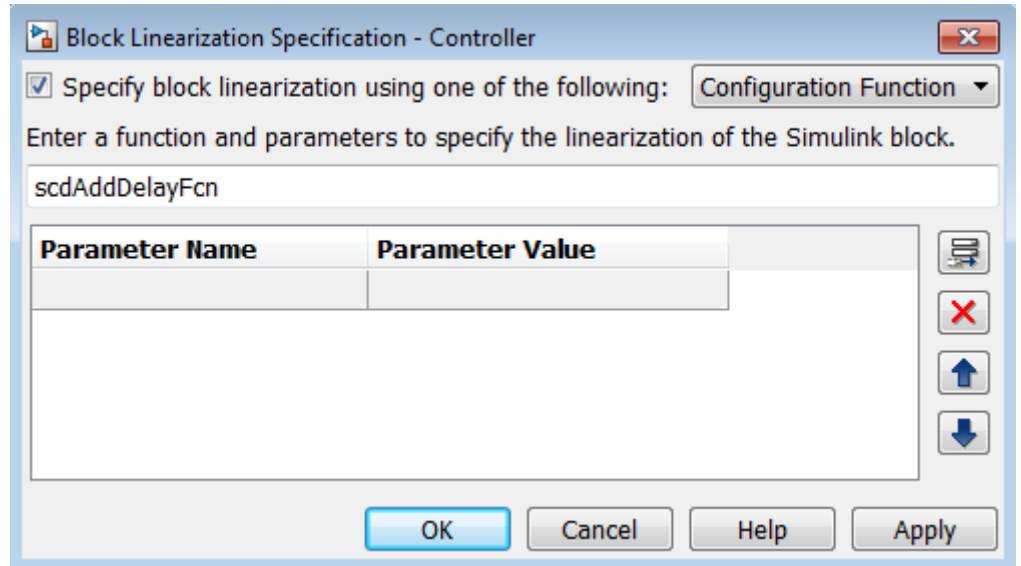 Block Linearization Specification - Controller
Specify block linearization using one of the following: Configuration Function
Enter a function and parameters to specify the linearization of the Simulink block.
scdAddDelayFcn
Parameter Name Parameter Value
OK Cancel Help Apply